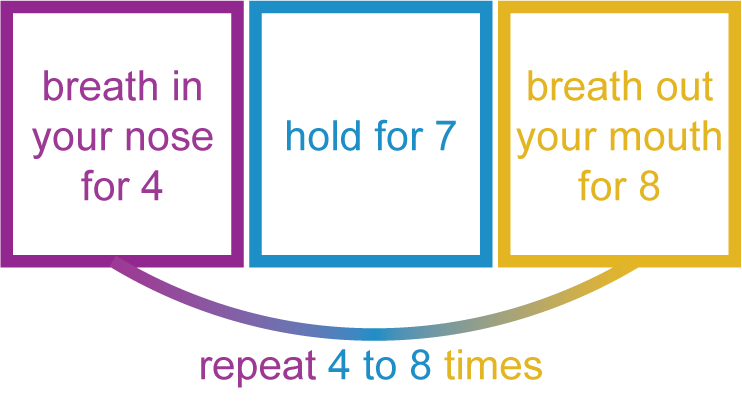 breath in
your nose
for 4
hold for 7
breath out
your mouth
for 8
repeat 4 to 8 times